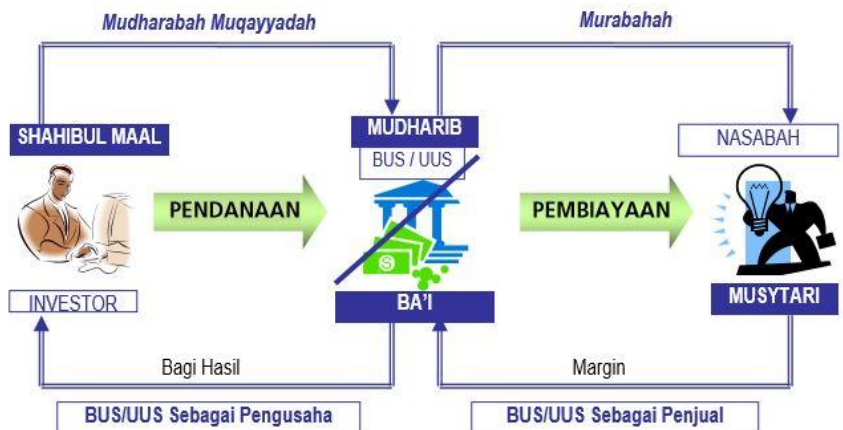 Mudharabah Muqayyadah
Murabahah
SHAHIBUL MAAL
MUDHARIB
BUS / UUS
NASABAH
PENDANAAN
PEMBIAYAAN
$
INVESTOR
BA'I
MUSYTARI
Bagi Hasil
Margin
BUS/UUS Sebagai Pengusaha
BUS/UUS Sebagai Penjual